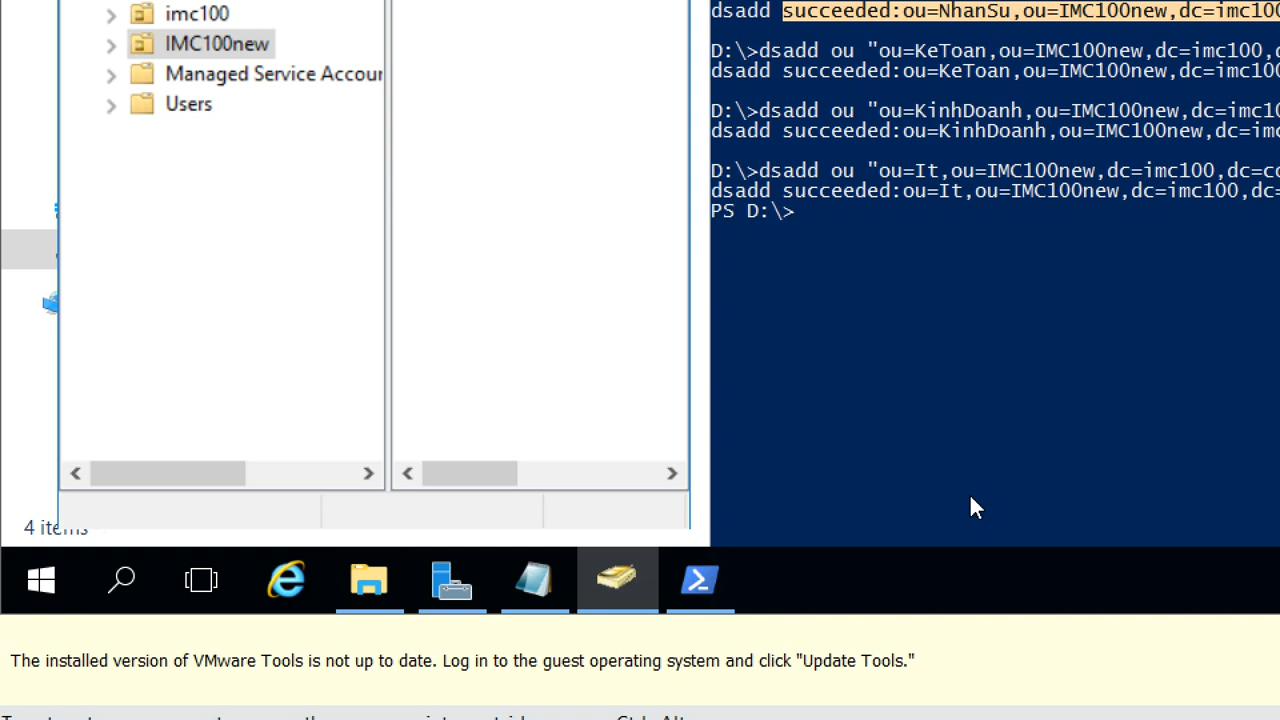 imc100
IMC100new
Managed Service Accour
Users
4 items
dsadd succeeded:ou=NhanSu,ou=IMC100new,dc=imc100
D:\>dsadd ou "ou=KeToan,ou=IMC100new,dc=imc100,
dsadd succeeded:ou=KeToan,ou=IMC100new,dc=imc100
D:\>dsadd ou "ou=KinhDoanh,ou=IMC100new,dc=imc10
dsadd succeeded:ou=KinhDoanh,ou=IMC100new,dc=imc
D:\>dsadd ou "ou=It,ou=IMC100new,dc=imc100,dc=co
dsadd succeeded:ou=It,ou=IMC100new,dc=imc100,dc=
PS D:\>
The installed version of VMware Tools is not up to date. Log in to the guest operating system and click "Update Tools."